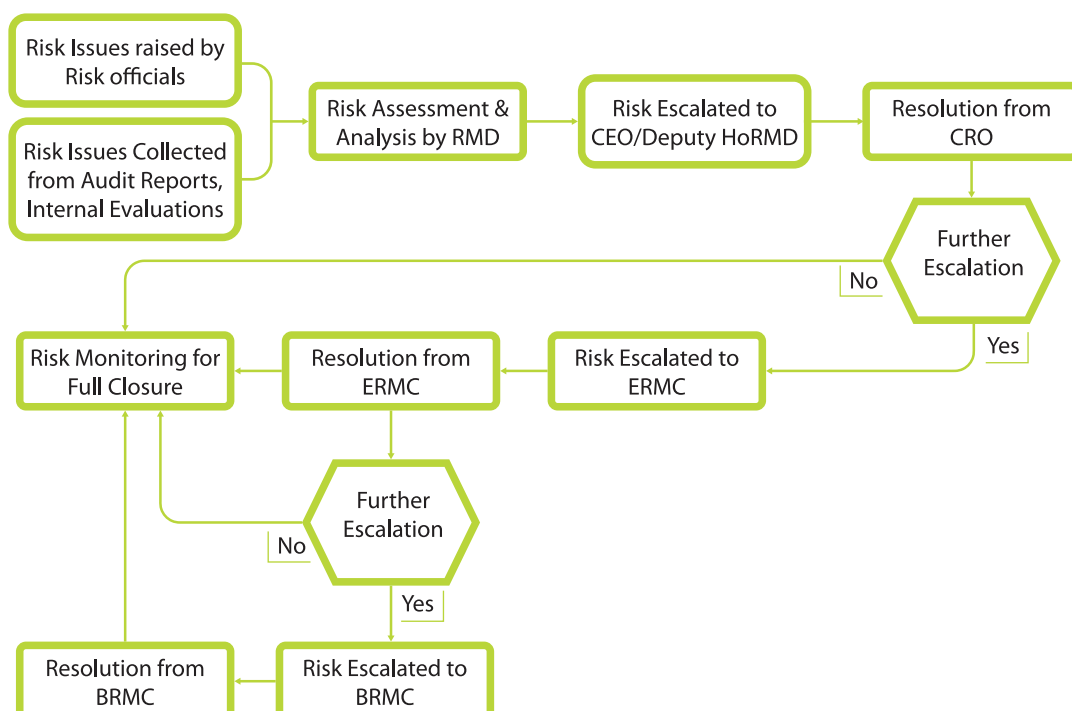 Risk Issues raised by
Risk officials
Risk Issues Collected
from Audit Reports,
Internal Evaluations
Risk Assessment &
Analysis by RMD
Risk Escalated to
CEO/Deputy HoRMD
Resolution from
CRO
Further
Escalation
No
Yes
Risk Escalated to
ERMC
Resolution from
ERMC
Risk Monitoring for
Full Closure
Further
Escalation
No
Yes
Risk Escalated to
BRMC
Resolution from
BRMC